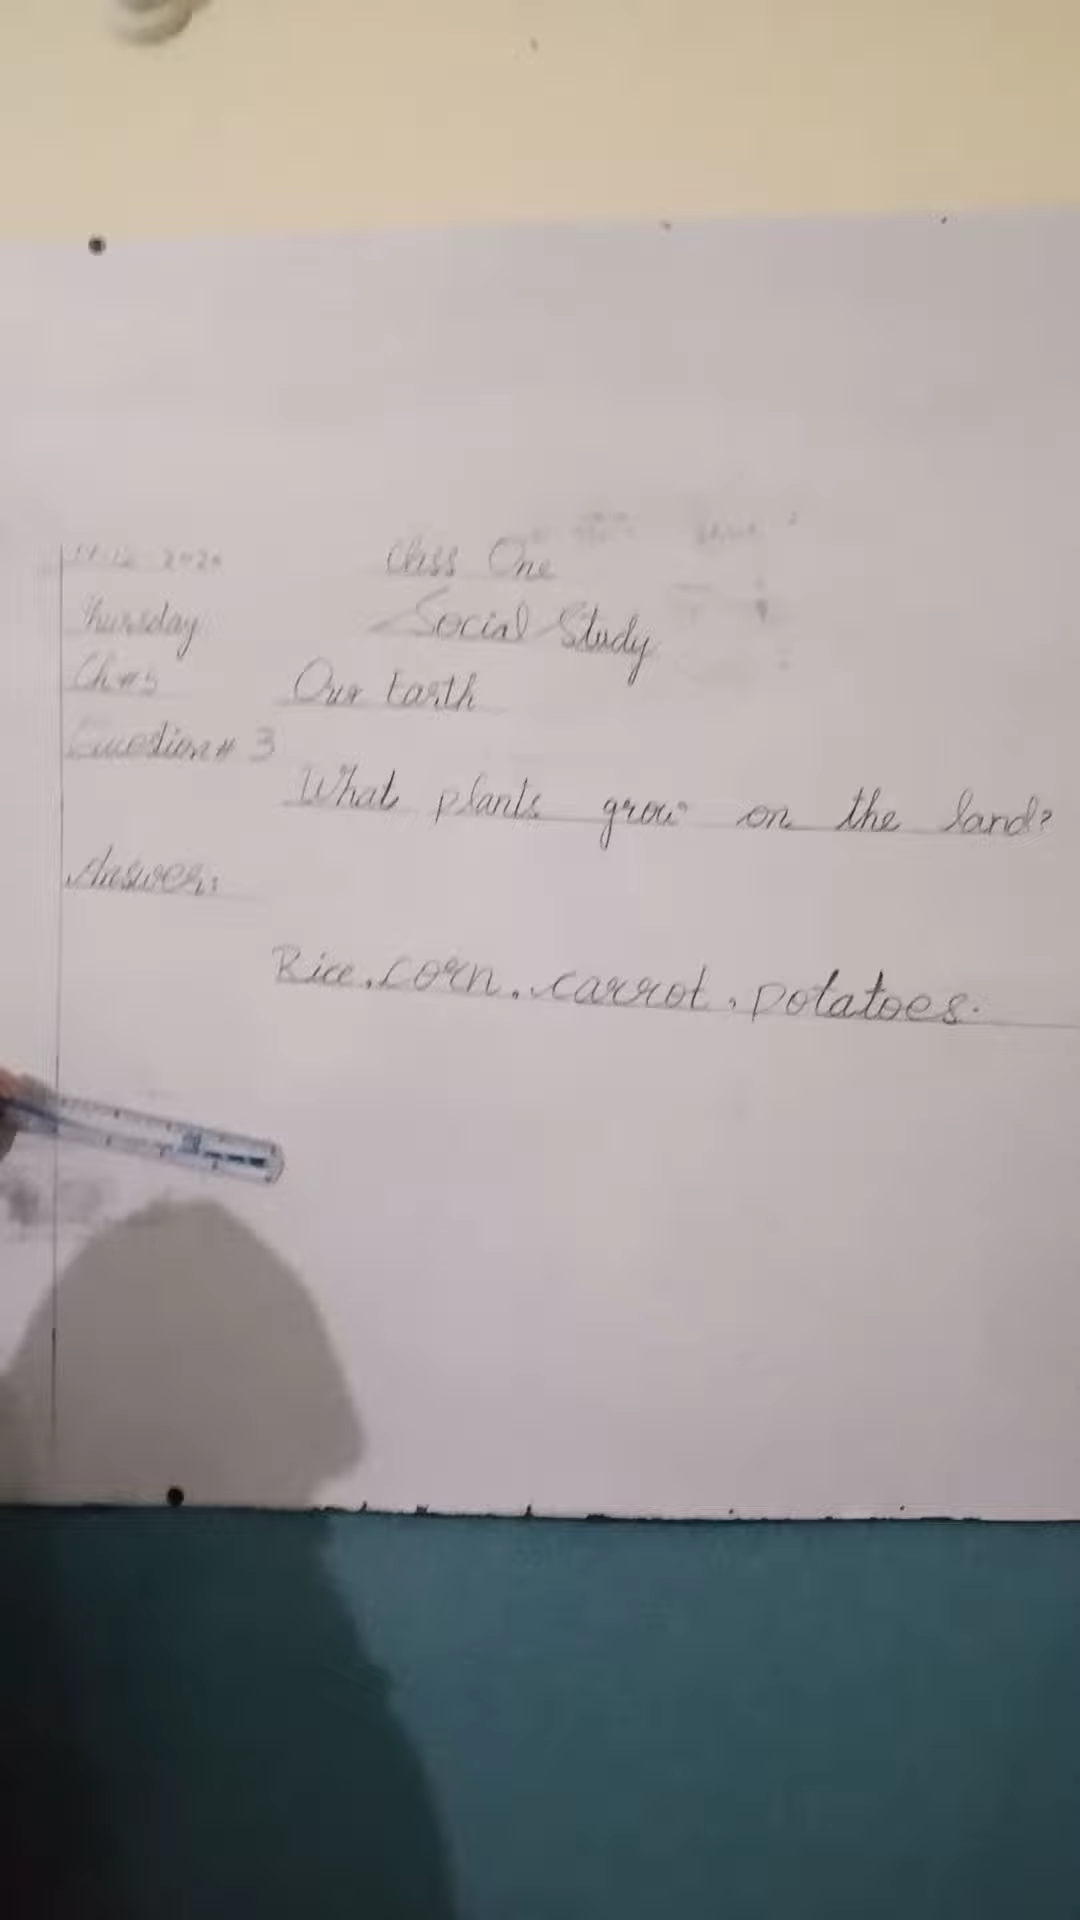 Class One
Thursday Social Study
Ch#5 Our Earth
Question# 3
What plants grow on the land?
Answer:
Rice, corn, carrot, potatoes.